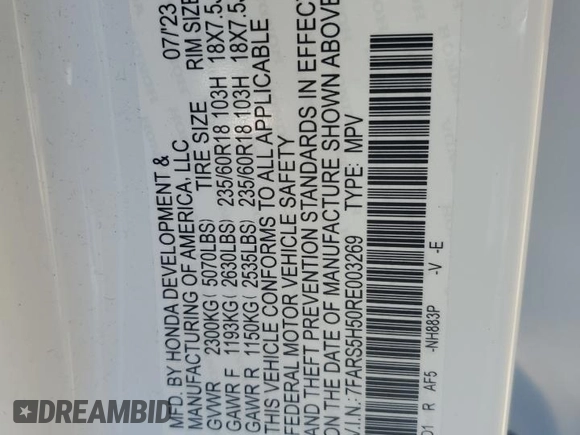 MFD. BY HONDA DEVELOPMENT & 07/'23
MANUFACTURING OF AMERICA, LLC
TIRE SIZE RIM SIZE
GVWR 2300KG( 5070LBS)
GAWR F 1193KG( 2630LBS) 235/60R18 103H 18X7.5J
GAWR R 1150KG( 2535LBS) 235/60R18 103H 18X7.5J
THIS VEHICLE CONFORMS TO ALL APPLICABLE
FEDERAL MOTOR VEHICLE SAFETY
AND THEFT PREVENTION STANDARDS IN EFFECT
ON THE DATE OF MANUFACTURE SHOWN ABOVE
V.I.N.:7FARS5H50RE003269 TYPE: MPV
R AF5 -NH883P -V -E
DREAMBID